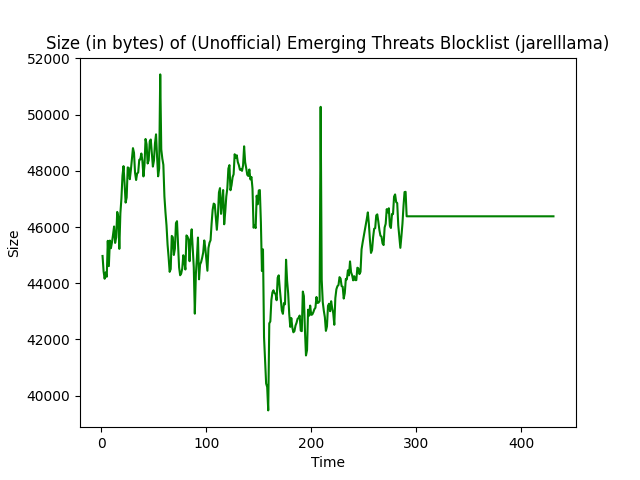 Size (in bytes) of (Unofficial) Emerging Threats Blocklist (jarelllama)
52000
50000
48000
46000
44000
42000
40000
Size
0 100 200 300 400
Time